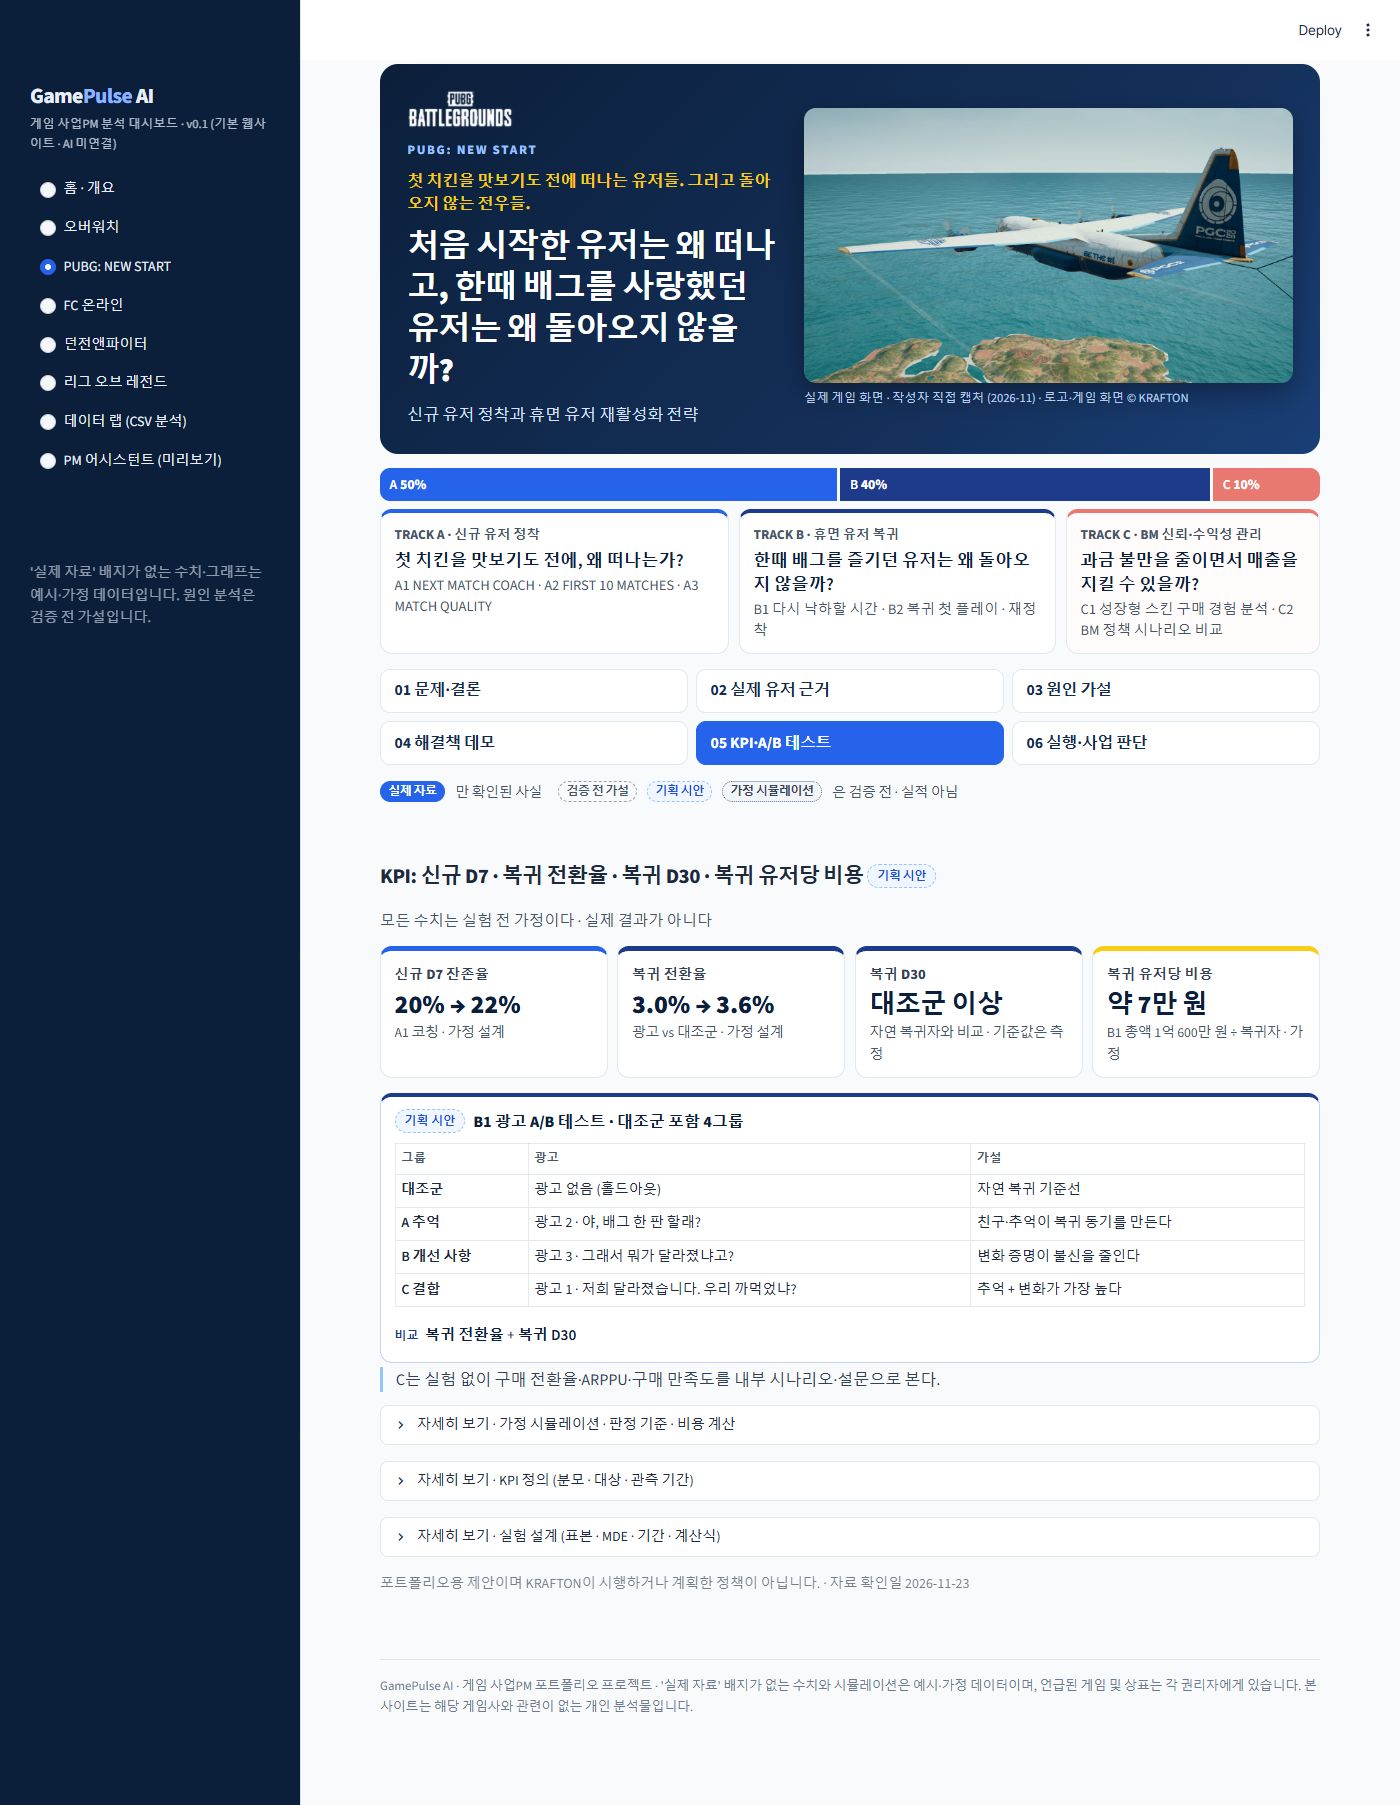 Deploy
GamePulse AI
게임 사업PM 분석 대시보드 · v0.1 (기본 웹사
이트 · AI 미연결)
홈 · 개요
오버워치
PUBG: NEW START
FC 온라인
던전앤파이터
리그 오브 레전드
데이터 랩 (CSV 분석)
PM 어시스턴트 (미리보기)
'실제 자료' 배지가 없는 수치·그래프는
예시·가정 데이터입니다. 원인 분석은
검증 전 가설입니다.
PUBG
BATTLEGROUNDS
PUBG: NEW START
첫 치킨을 맛보기도 전에 떠나는 유저들. 그리고 돌아
오지 않는 전우들.
처음 시작한 유저는 왜 떠나
고, 한때 배그를 사랑했던
유저는 왜 돌아오지 않을
까?
신규 유저 정착과 휴면 유저 재활성화 전략
PGC
실제 게임 화면 · 작성자 직접 캡처 (2026-11) · 로고·게임 화면 © KRAFTON
A 50%
B 40%
C 10%
TRACK A · 신규 유저 정착
첫 치킨을 맛보기도 전에, 왜 떠나는가?
A1 NEXT MATCH COACH · A2 FIRST 10 MATCHES · A3
MATCH QUALITY
TRACK B · 휴면 유저 복귀
한때 배그를 즐기던 유저는 왜 돌아오
지 않을까?
B1 다시 낙하할 시간 · B2 복귀 첫 플레이 · 재정
착
TRACK C · BM 신뢰·수익성 관리
과금 불만을 줄이면서 매출을
지킬 수 있을까?
C1 성장형 스킨 구매 경험 분석 · C2
BM 정책 시나리오 비교
01 문제·결론
02 실제 유저 근거
03 원인 가설
04 해결책 데모
05 KPI·A/B 테스트
06 실행·사업 판단
실제 자료 만 확인된 사실 검증 전 가설 기획 시안 가정 시뮬레이션 은 검증 전 · 실적 아님
KPI: 신규 D7 · 복귀 전환율 · 복귀 D30 · 복귀 유저당 비용 기획 시안
모든 수치는 실험 전 가정이다 · 실제 결과가 아니다
신규 D7 잔존율
20% → 22%
A1 코칭 · 가정 설계
복귀 전환율
3.0% → 3.6%
광고 vs 대조군 · 가정 설계
복귀 D30
대조군 이상
자연 복귀자와 비교 · 기준값은 측
정
복귀 유저당 비용
약 7만 원
B1 총액 1억 600만 원 ÷ 복귀자 · 가
정
기획 시안 B1 광고 A/B 테스트 · 대조군 포함 4그룹
그룹 광고 가설
대조군 광고 없음 (홀드아웃) 자연 복귀 기준선
A 추억 광고 2 · 야, 배그 한 판 할래? 친구·추억이 복귀 동기를 만든다
B 개선 사항 광고 3 · 그래서 뭐가 달라졌냐고? 변화 증명이 불신을 줄인다
C 결합 광고 1 · 저희 달라졌습니다. 우리 까먹었냐? 추억 + 변화가 가장 높다
비교 복귀 전환율 + 복귀 D30
C는 실험 없이 구매 전환율·ARPPU·구매 만족도를 내부 시나리오·설문으로 본다.
자세히 보기 · 가정 시뮬레이션 · 판정 기준 · 비용 계산
자세히 보기 · KPI 정의 (분모 · 대상 · 관측 기간)
자세히 보기 · 실험 설계 (표본 · MDE · 기간 · 계산식)
포트폴리오용 제안이며 KRAFTON이 시행하거나 계획한 정책이 아닙니다. · 자료 확인일 2026-11-23
GamePulse AI · 게임 사업PM 포트폴리오 프로젝트 · '실제 자료' 배지가 없는 수치와 시뮬레이션은 예시·가정 데이터이며, 언급된 게임 및 상표는 각 권리자에게 있습니다. 본
사이트는 해당 게임사와 관련이 없는 개인 분석물입니다.